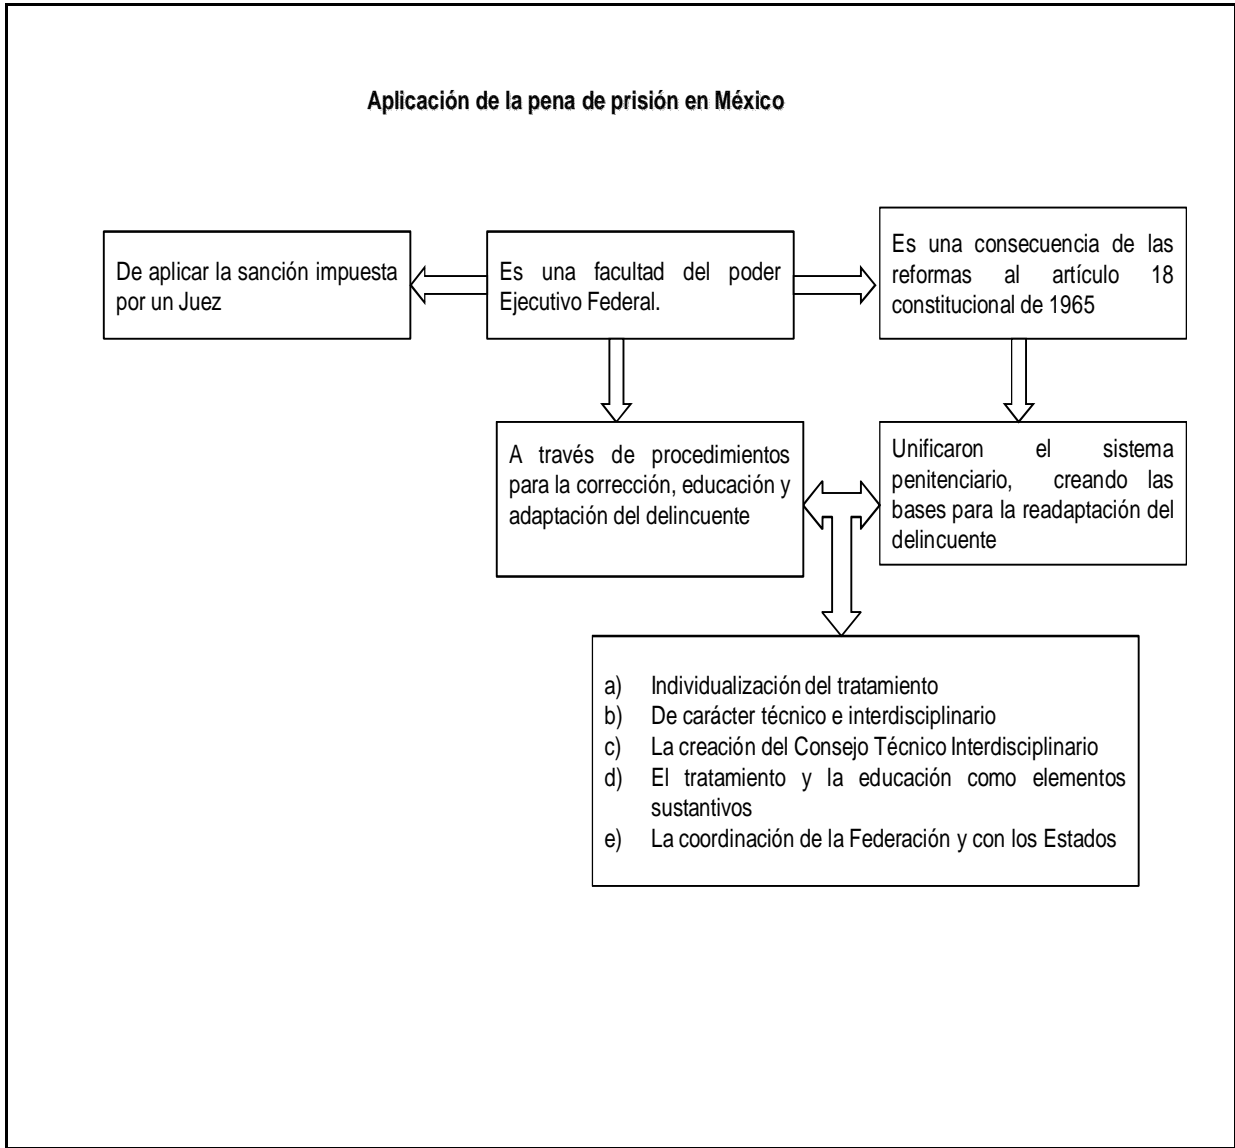 Aplicación de la pena de prisión en México
De aplicar la sanción impuesta
por un Juez
Es una facultad del poder
Ejecutivo Federal.
Es una consecuencia de las
reformas al artículo 18
constitucional de 1965
A través de procedimientos
para la corrección, educación y
adaptación del delincuente
Unificaron el sistema
penitenciario, creando las
bases para la readaptación del
delincuente
a) Individualización del tratamiento
b) De carácter técnico e interdisciplinario
c) La creación del Consejo Técnico Interdisciplinario
d) El tratamiento y la educación como elementos
sustantivos
e) La coordinación de la Federación y con los Estados